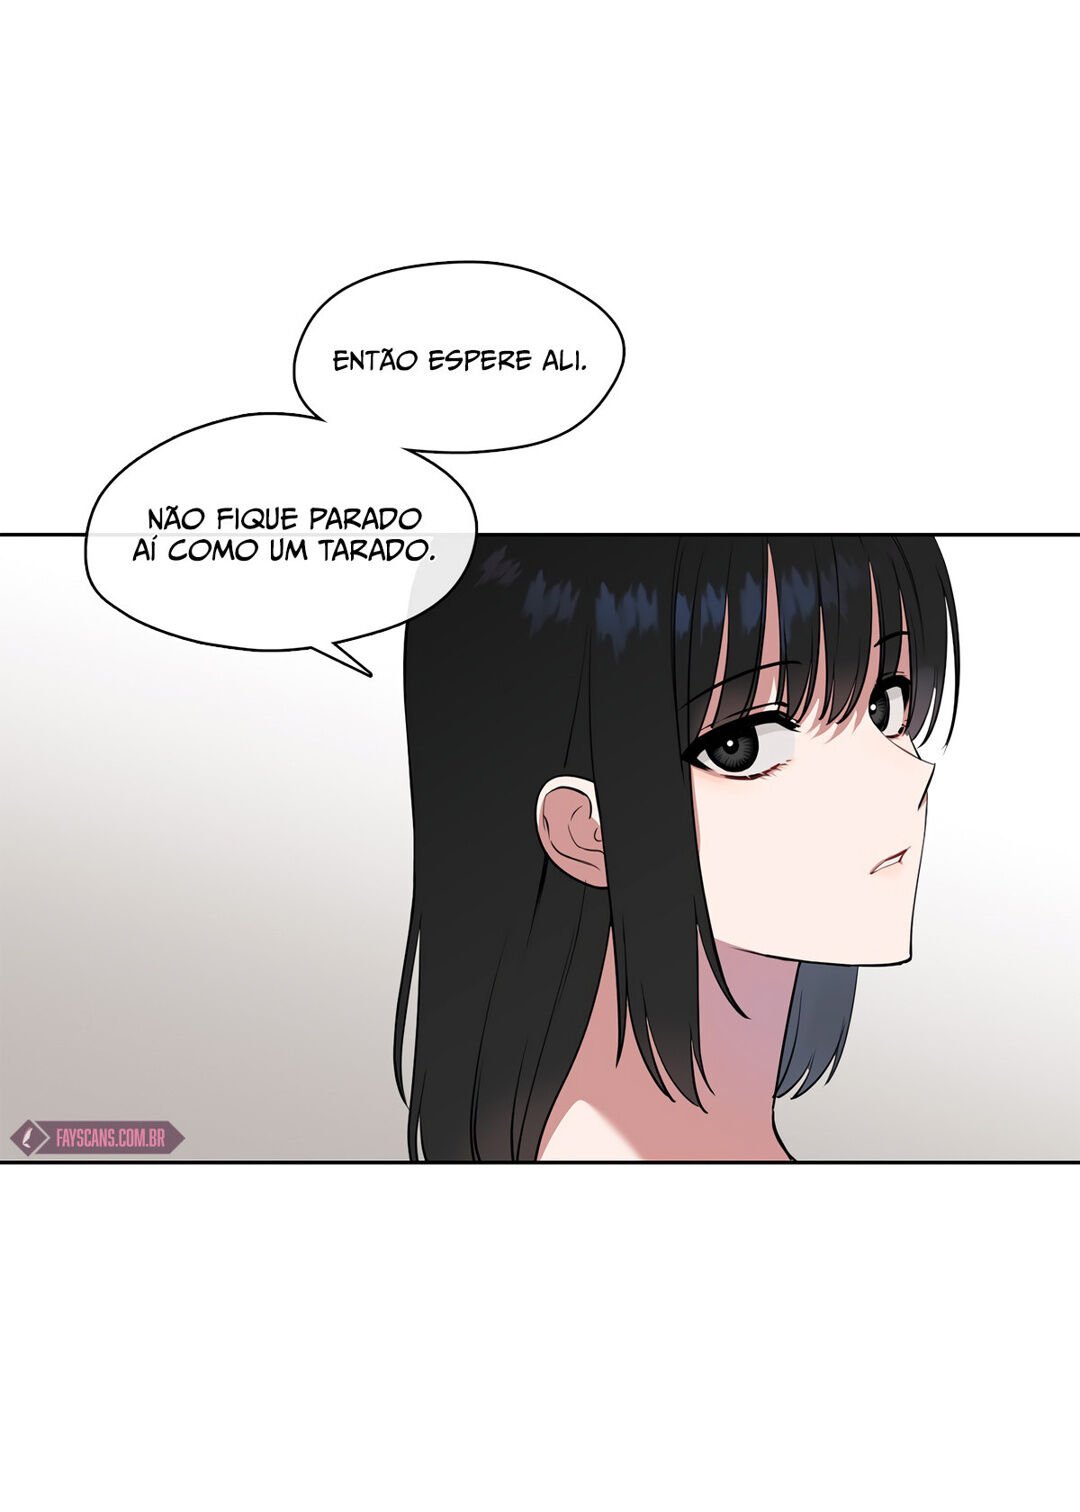 ENTÃO ESPERE ALI.
NÃO FIQUE PARADO
AÍ COMO UM TARADO.
FAYSCANS.COM.BR